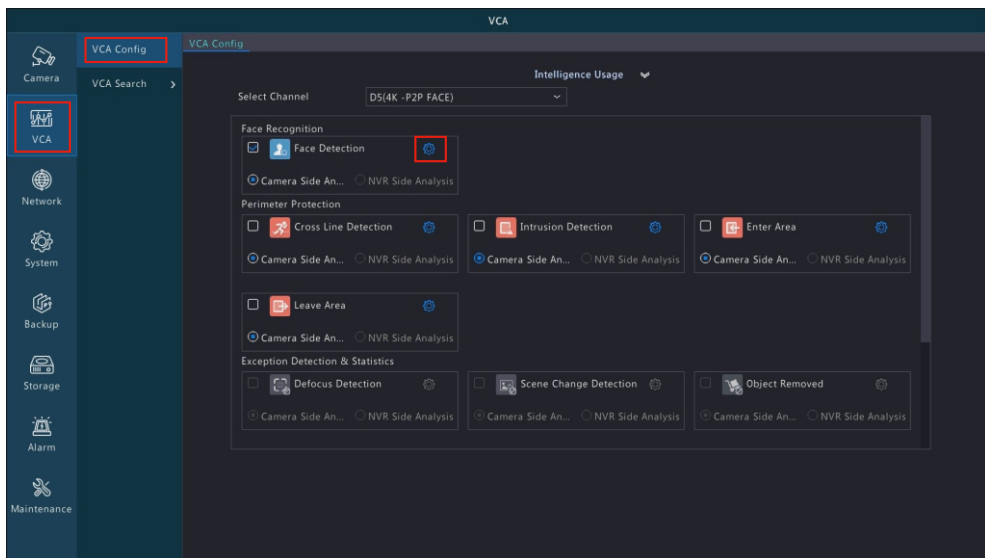 VCA
Camera
VCA
Network
System
Backup
Storage
Alarm
Maintenance
VCA Config
VCA Search >
VCA Config
Intelligence Usage
Select Channel D5(4K -P2P FACE)
Face Recognition
Face Detection
Camera Side An... NVR Side Analysis
Perimeter Protection
Cross Line Detection Intrusion Detection Enter Area
Camera Side An... NVR Side Analysis Camera Side An... NVR Side Analysis Camera Side An... NVR Side Analysis
Leave Area
Camera Side An... NVR Side Analysis
Exception Detection & Statistics
Defocus Detection Scene Change Detection Object Removed
Camera Side An... NVR Side Analysis Camera Side An... NVR Side Analysis Camera Side An... NVR Side Analysis